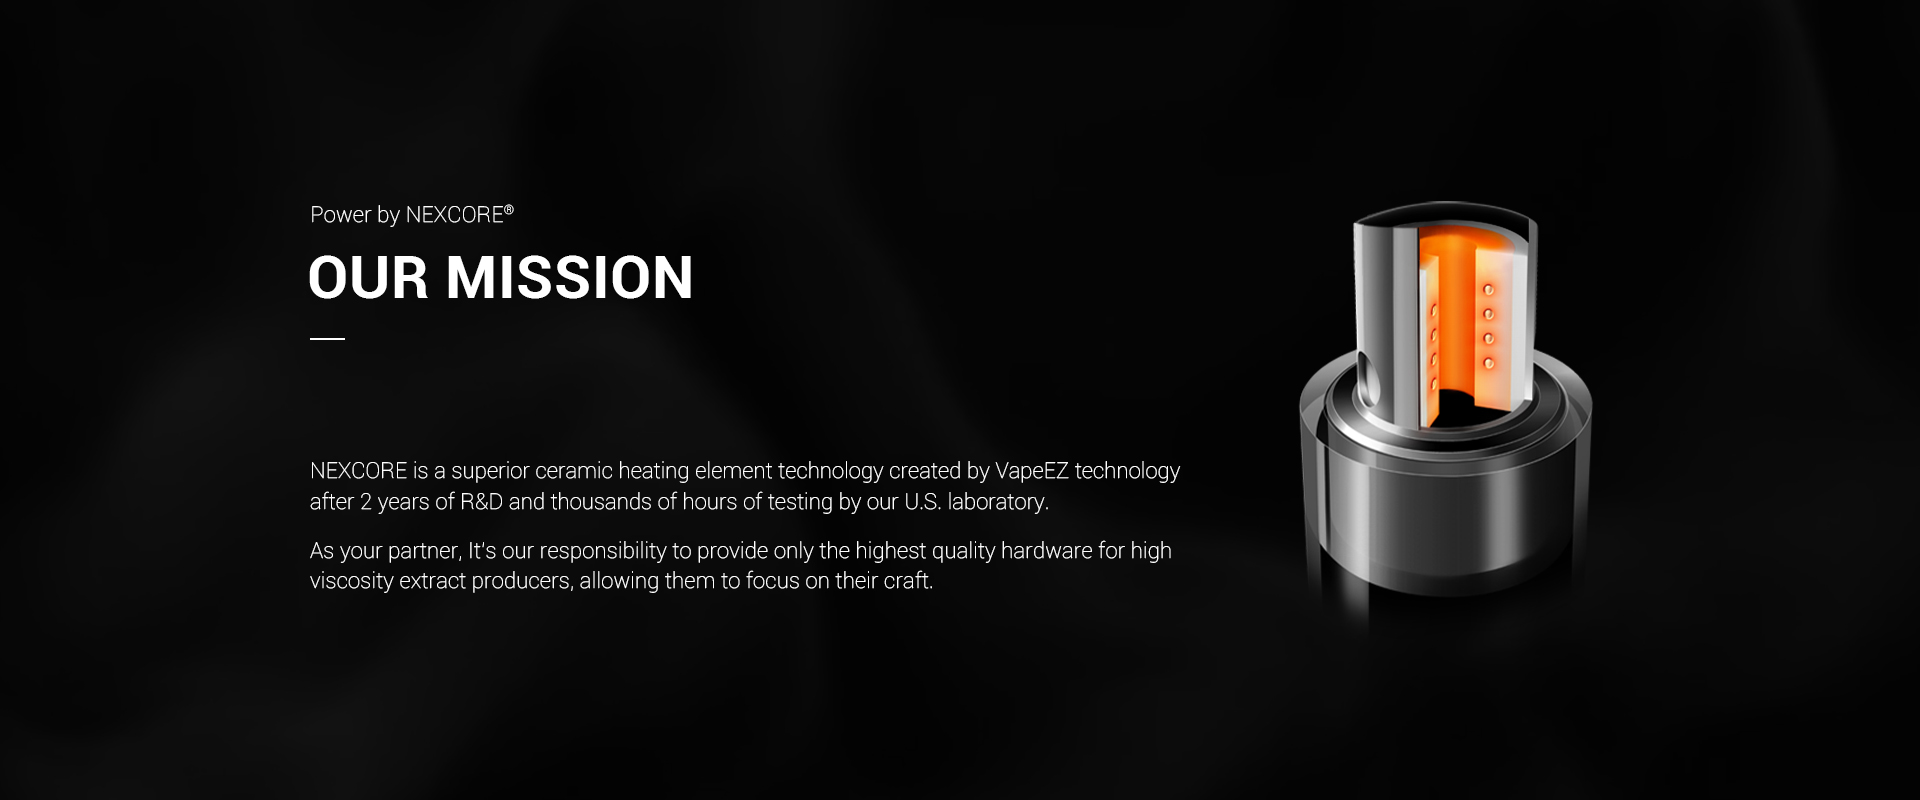 Power by NEXCORE®
OUR MISSION
NEXCORE is a superior ceramic heating element technology created by VapeEZ technology
after 2 years of R&D and thousands of hours of testing by our U.S. laboratory.
As your partner, It's our responsibility to provide only the highest quality hardware for high
viscosity extract producers, allowing them to focus on their craft.